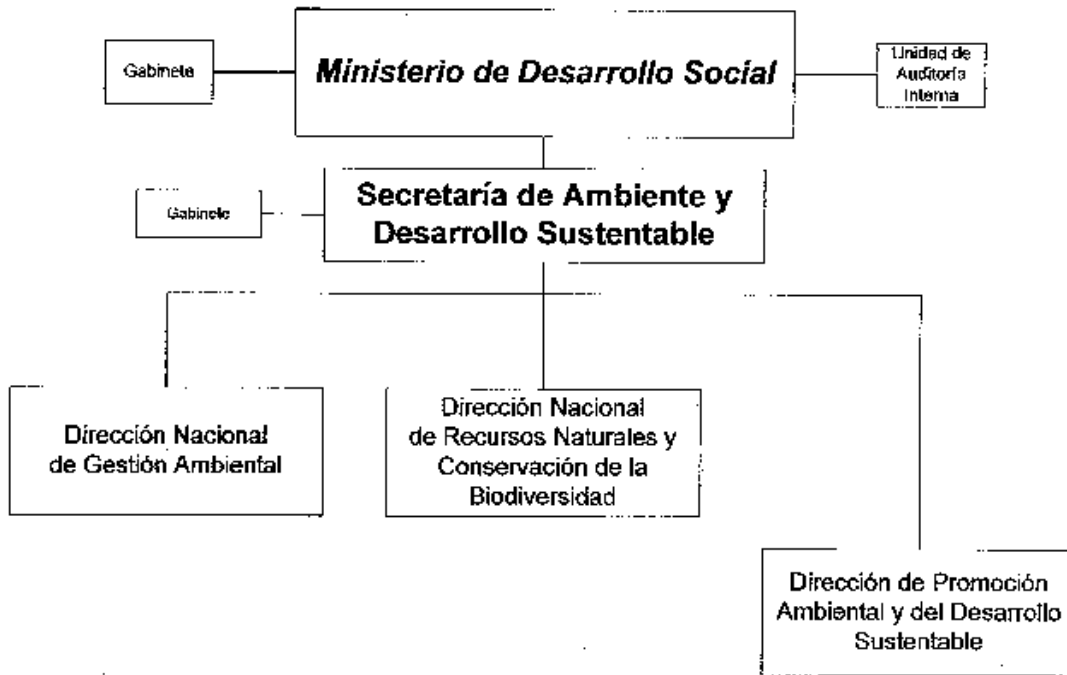 Gabinete
Ministerio de Desarrollo Social
Unidad de
Auditoría
Interna
Gabinete
Secretaría de Ambiente y
Desarrollo Sustentable
Dirección Nacional
de Gestión Ambiental
Dirección Nacional
de Recursos Naturales y
Conservación de la
Biodiversidad
Dirección de Promoción
Ambiental y del Desarrollo
Sustentable